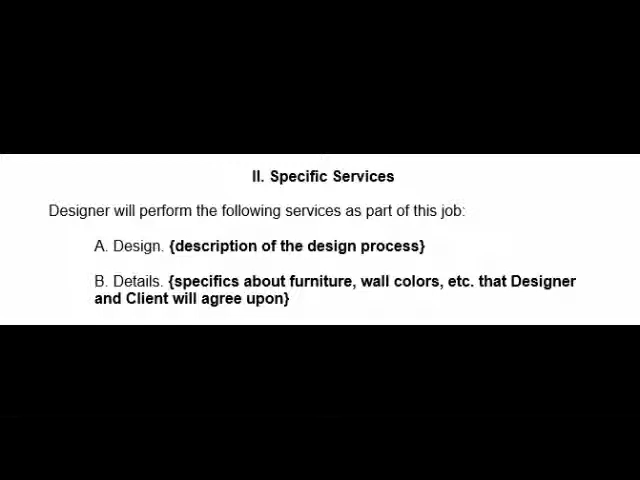 II. Specific Services
Designer will perform the following services as part of this job:
A. Design. {description of the design process}
B. Details. {specifics about furniture, wall colors, etc. that Designer
and Client will agree upon}